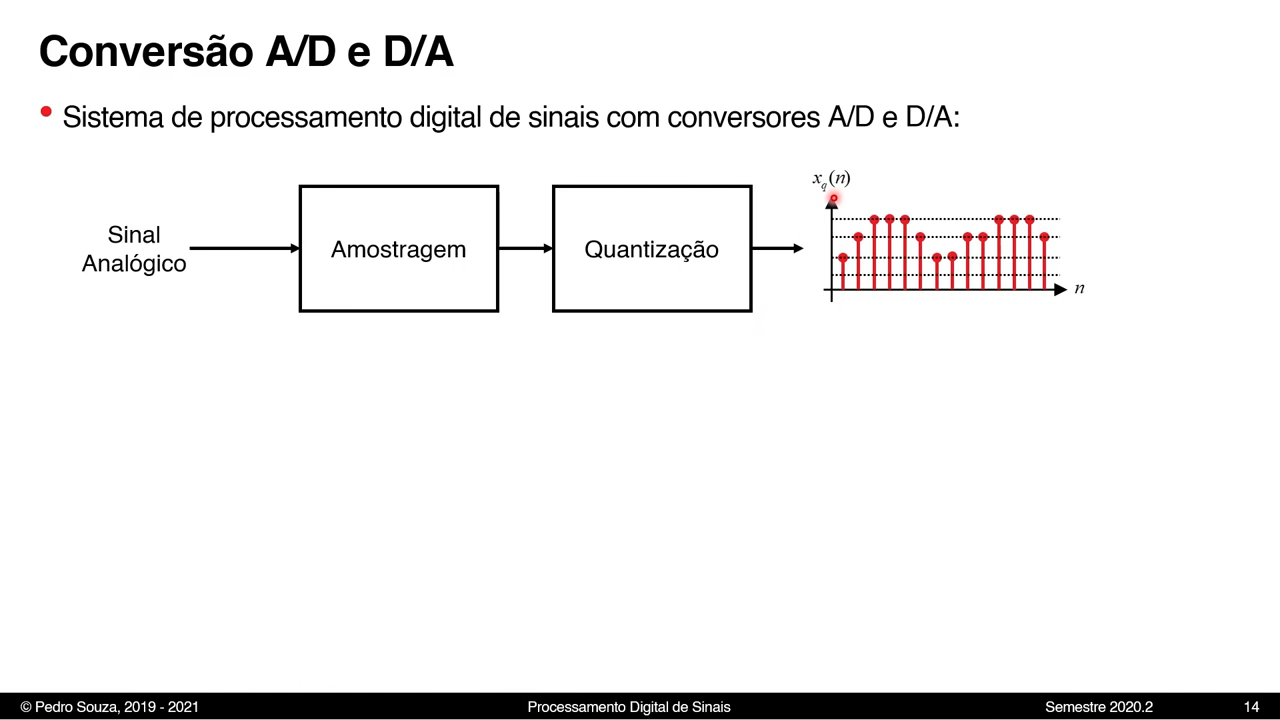 Conversão A/D e D/A
Sistema de processamento digital de sinais com conversores A/D e D/A:
x_q(n)
Sinal
Analógico
Amostragem
Quantização
n
© Pedro Souza, 2019 - 2021
Processamento Digital de Sinais
Semestre 2020.2
14